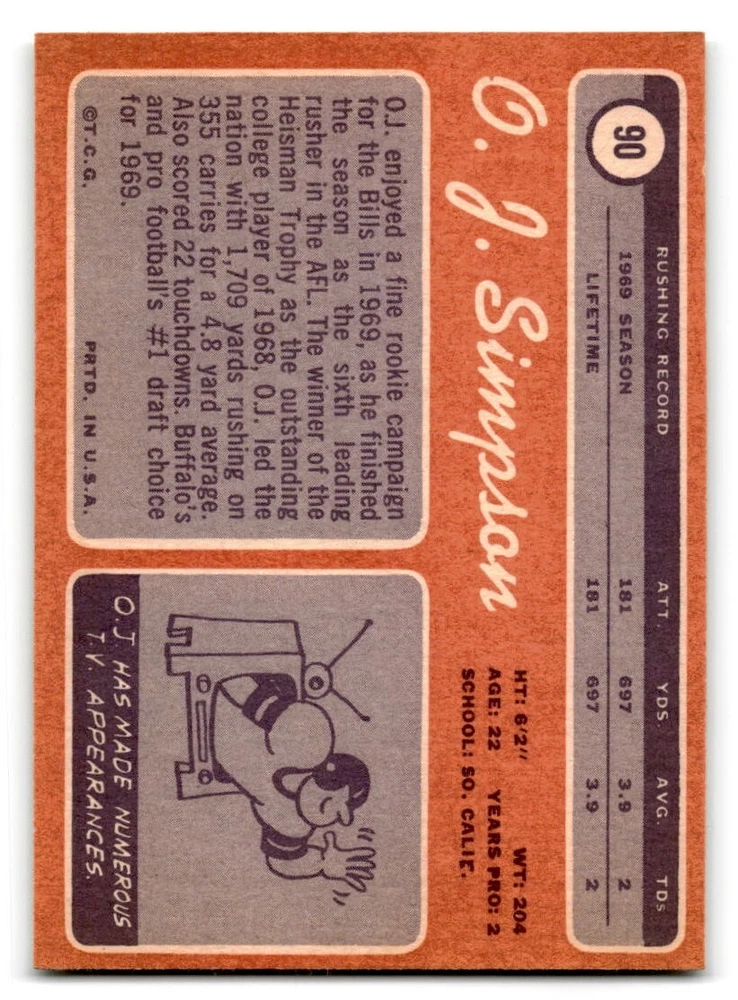 90
RUSHING RECORD ATT. YDS. AVG. TDs
1969 SEASON 181 697 3.9 2
LIFETIME 181 697 3.9 2
O. J. Simpson
HT: 6'2" WT: 204
AGE: 22 YEARS PRO: 2
SCHOOL: SO. CALIF.
O.J. enjoyed a fine rookie campaign
for the Bills in 1969, as he finished
the season as the sixth leading
rusher in the AFL. The winner of the
Heisman Trophy as the outstanding
college player of 1968, O.J. led the
nation with 1,709 yards rushing on
355 carries for a 4.8 yard average.
Also scored 22 touchdowns. Buffalo's
and pro football's #1 draft choice
for 1969.
©T.C.G. PRTD. IN U.S.A.
O.J. HAS MADE NUMEROUS
T.V. APPEARANCES.